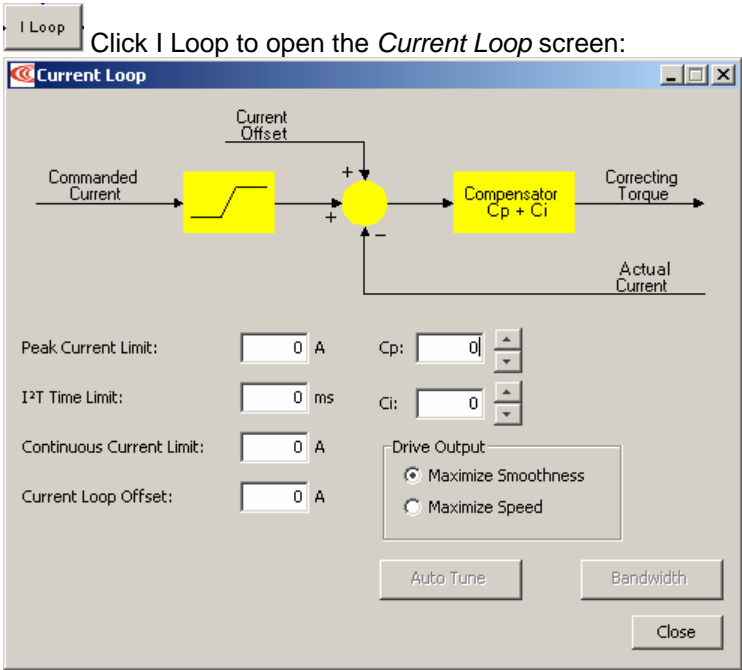 I Loop
Click I Loop to open the Current Loop screen:
Current Loop
Current
Offset
Commanded
Current
+
+
−
Compensator
Cp + Ci
Correcting
Torque
Actual
Current
Peak Current Limit: 0 A Cp: 0
I²T Time Limit: 0 ms Ci: 0
Continuous Current Limit: 0 A
Drive Output
Maximize Smoothness
Current Loop Offset: 0 A
Maximize Speed
Auto Tune Bandwidth
Close